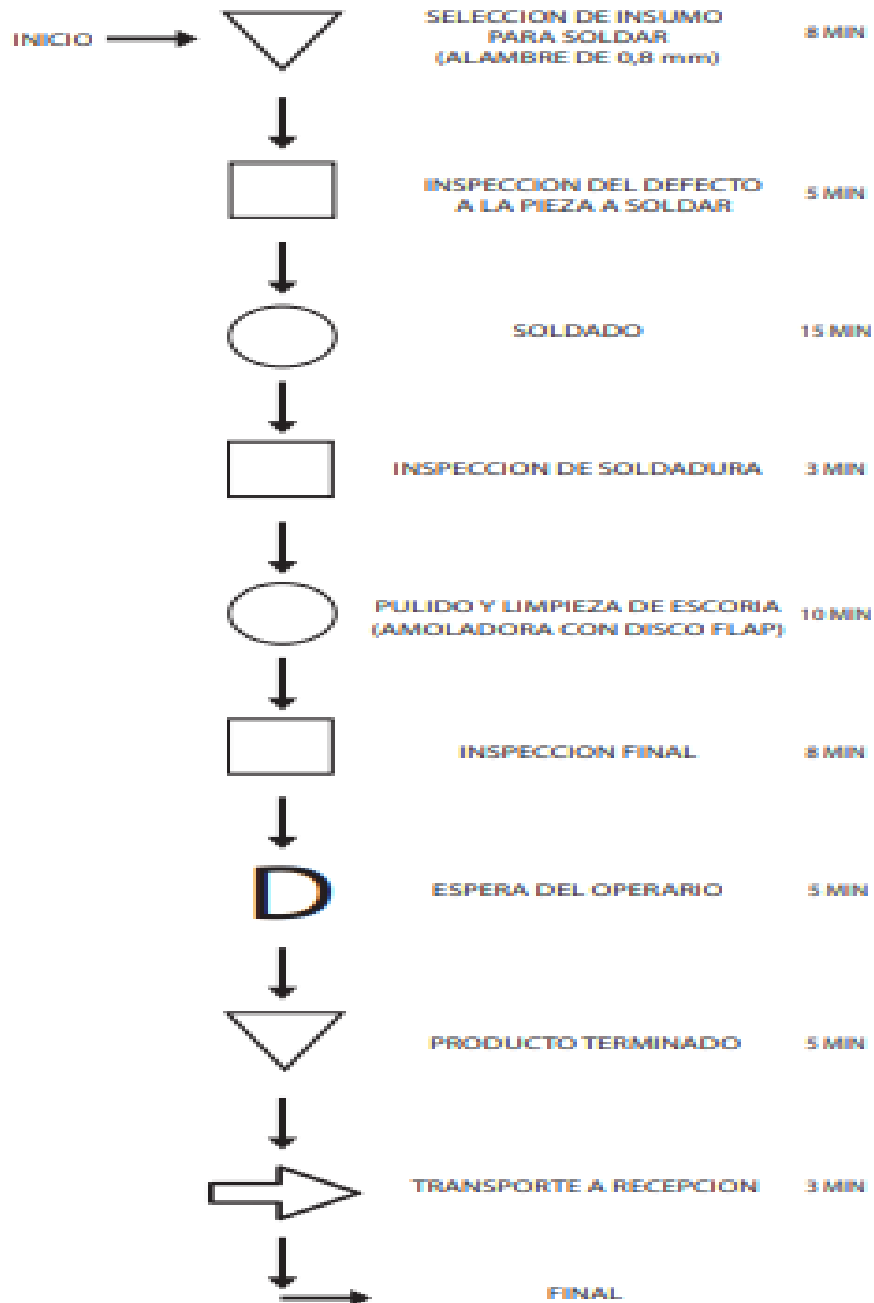 INICIO
SELECCION DE INSUMO
PARA SOLDAR
(ALAMBRE DE 0,8 mm)
8 MIN
INSPECCION DEL DEFECTO
A LA PIEZA A SOLDAR
5 MIN
SOLDADO
15 MIN
INSPECCION DE SOLDADURA
3 MIN
PULIDO Y LIMPIEZA DE ESCORIA
(AMOLADORA CON DISCO FLAP)
10 MIN
INSPECCION FINAL
8 MIN
D
ESPERA DEL OPERARIO
5 MIN
PRODUCTO TERMINADO
5 MIN
TRANSPORTE A RECEPCION
3 MIN
FINAL